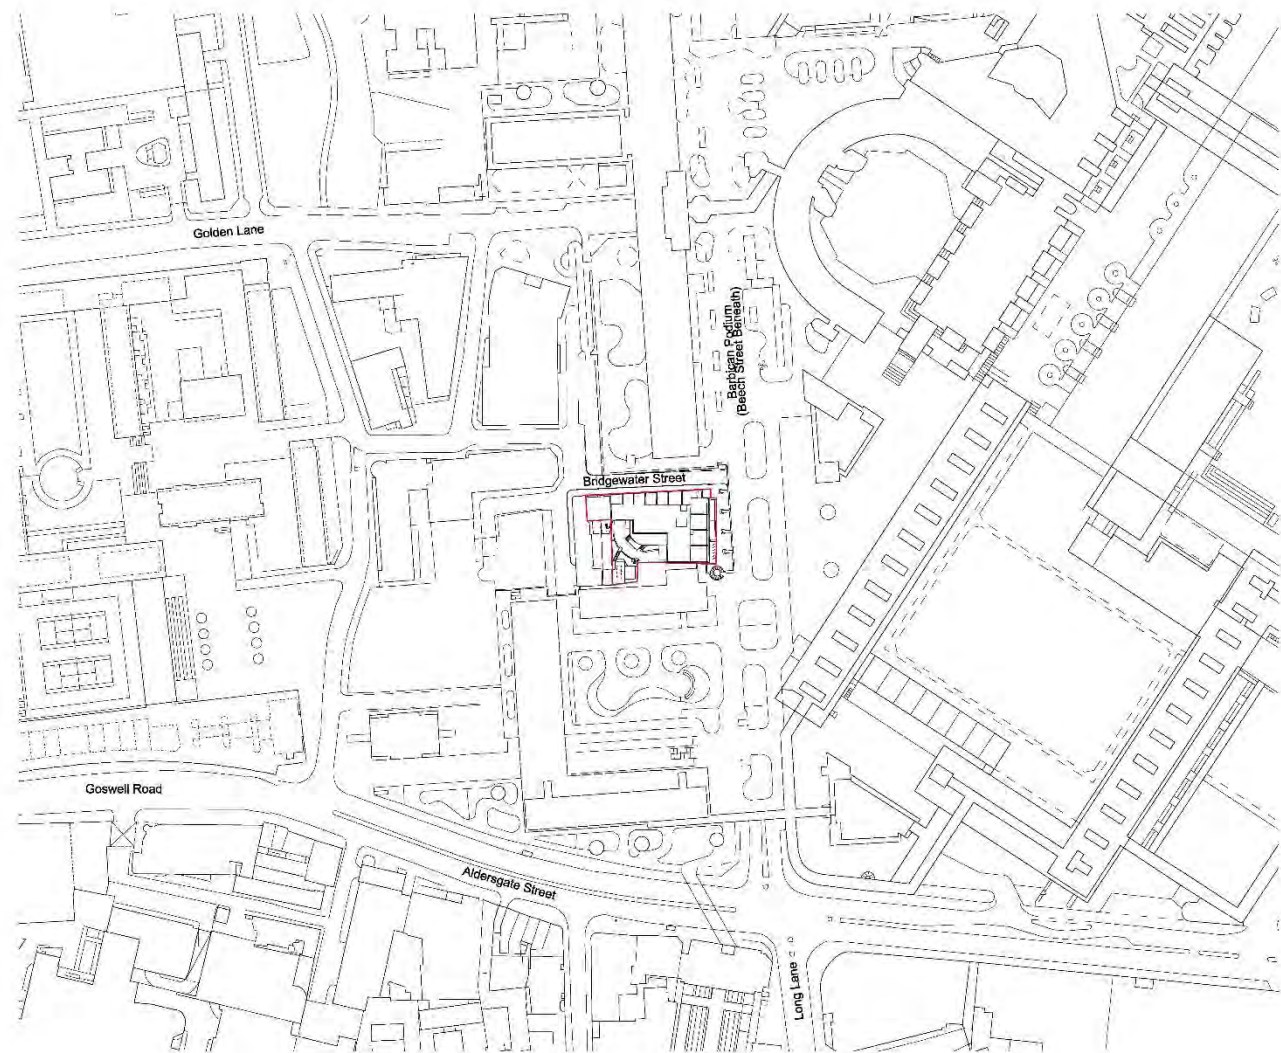 Golden Lane
Barbican Podium
(Beech Street Beneath)
Bridgewater Street
Goswell Road
Aldersgate Street
Long Lane